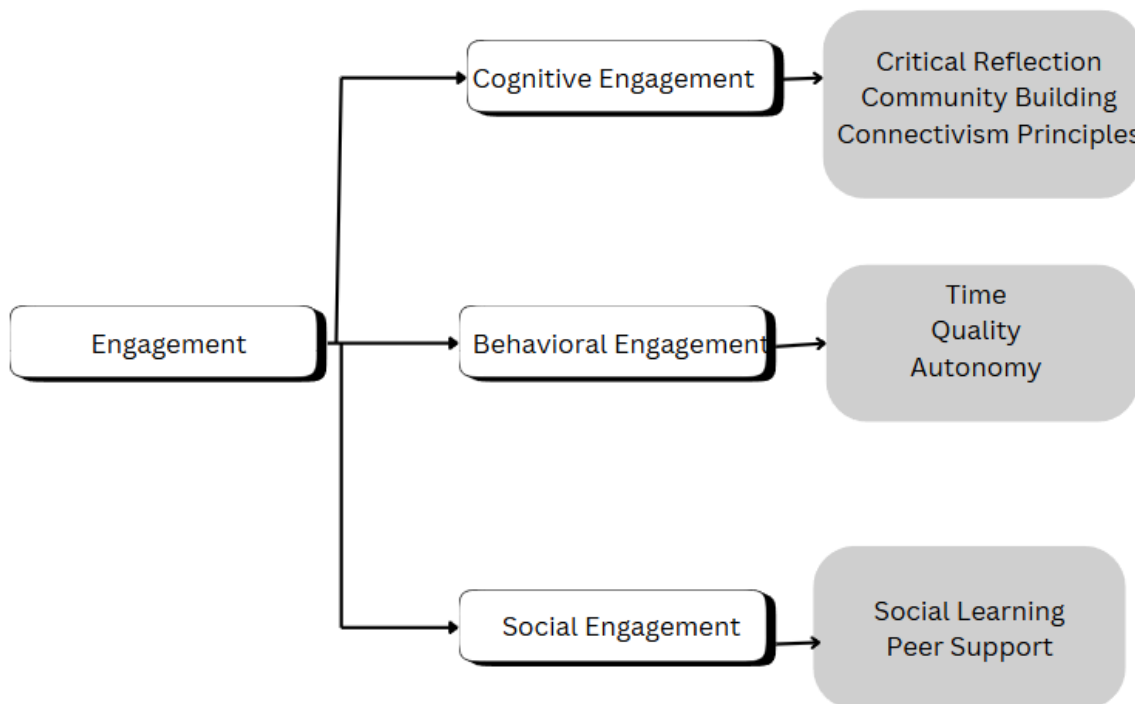 Engagement
Cognitive Engagement
Critical Reflection
Community Building
Connectivism Principles
Behavioral Engagement
Time
Quality
Autonomy
Social Engagement
Social Learning
Peer Support